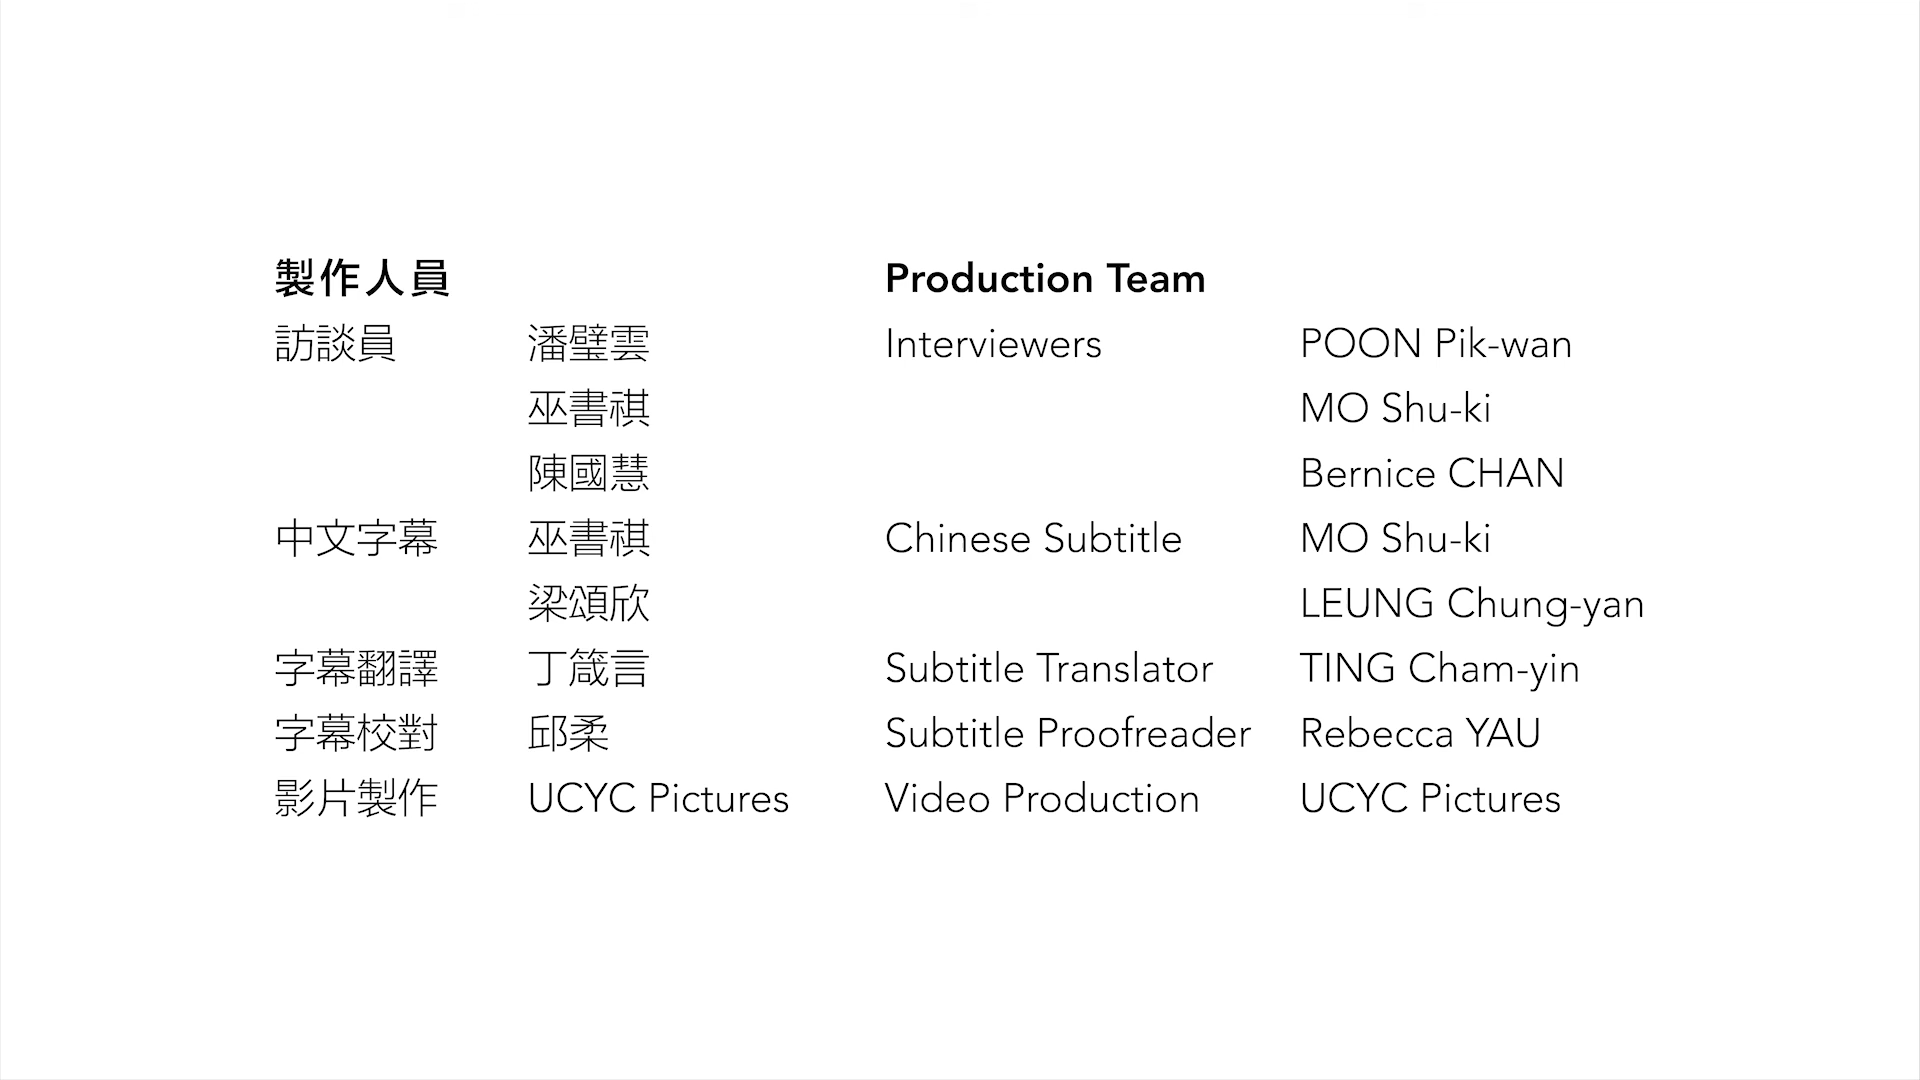 製作人員 Production Team
訪談員 潘璧雲 Interviewers POON Pik-wan
巫書祺 MO Shu-ki
陳國慧 Bernice CHAN
中文字幕 巫書祺 Chinese Subtitle MO Shu-ki
梁頌欣 LEUNG Chung-yan
字幕翻譯 丁箴言 Subtitle Translator TING Cham-yin
字幕校對 邱柔 Subtitle Proofreader Rebecca YAU
影片製作 UCYC Pictures Video Production UCYC Pictures